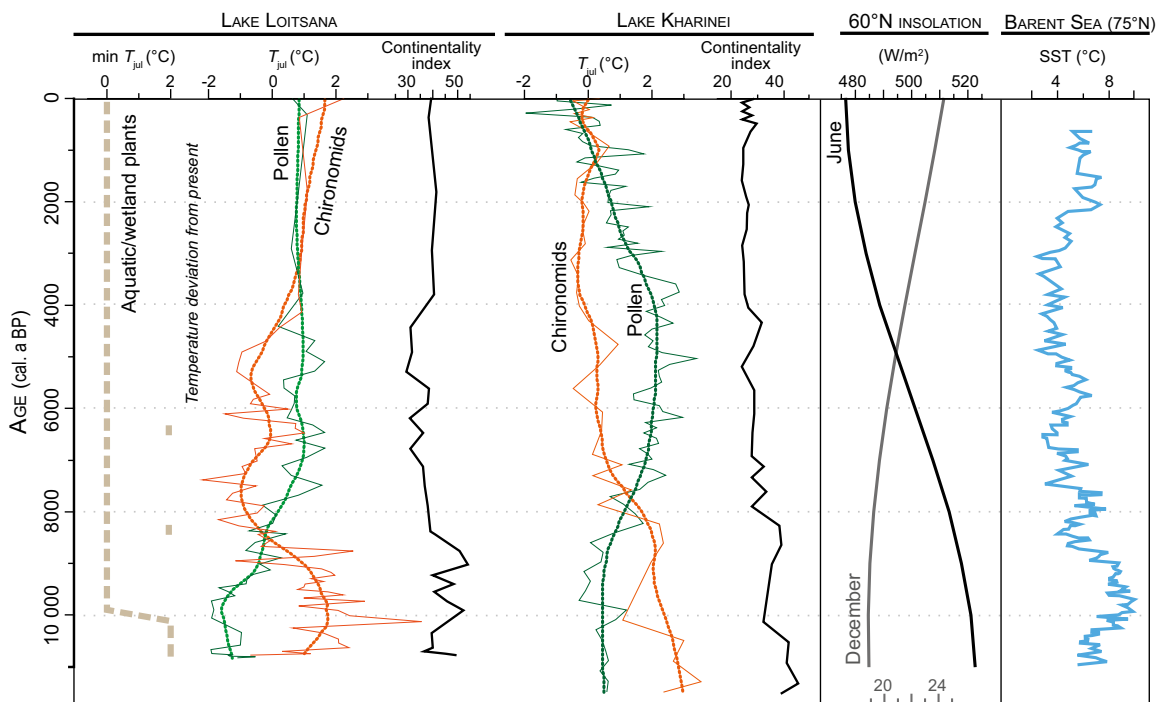 LAKE LOITSANA
LAKE KHARINEI
60°N INSOLATION
BARENT SEA (75°N)
min Tjul (°C)
Tjul (°C)
Continentality
index
Tjul (°C)
Continentality
index
(W/m²)
SST (°C)
0 2
-2 0 2
30 50
-2 0 2
20 40
480 500 520
4 8
AGE (cal. a BP)
0
2000
4000
6000
8000
10 000
Aquatic/wetland plants
Temperature deviation from present
Pollen
Chironomids
Chironomids
Pollen
June
December
20 24